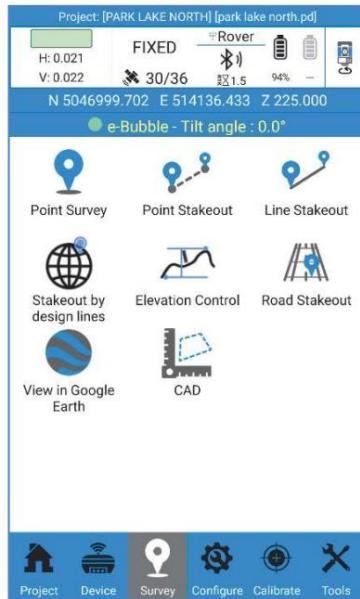 Project: [PARK LAKE NORTH] [park lake north.pd]
H: 0.021
V: 0.022
FIXED
30/36
Rover
1.5
94%
--
N 5046999.702 E 514136.433 Z 225.000
e-Bubble - Tilt angle : 0.0°
Point Survey
Point Stakeout
Line Stakeout
Stakeout by
design lines
Elevation Control
Road Stakeout
View in Google
Earth
CAD
Project
Device
Survey
Configure
Calibrate
Tools